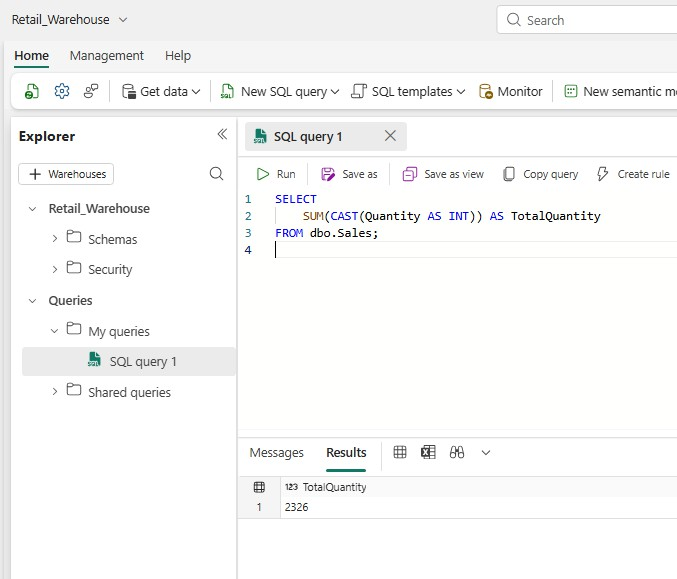 Retail_Warehouse
Search
Home Management Help
Get data New SQL query SQL templates Monitor New semantic m
Explorer
SQL query 1
+ Warehouses
Run Save as Save as view Copy query Create rule
Retail_Warehouse
Schemas
Security
Queries
My queries
SQL query 1
Shared queries
1 SELECT
2 SUM(CAST(Quantity AS INT)) AS TotalQuantity
3 FROM dbo.Sales;
4
Messages Results
123 TotalQuantity
1 2326